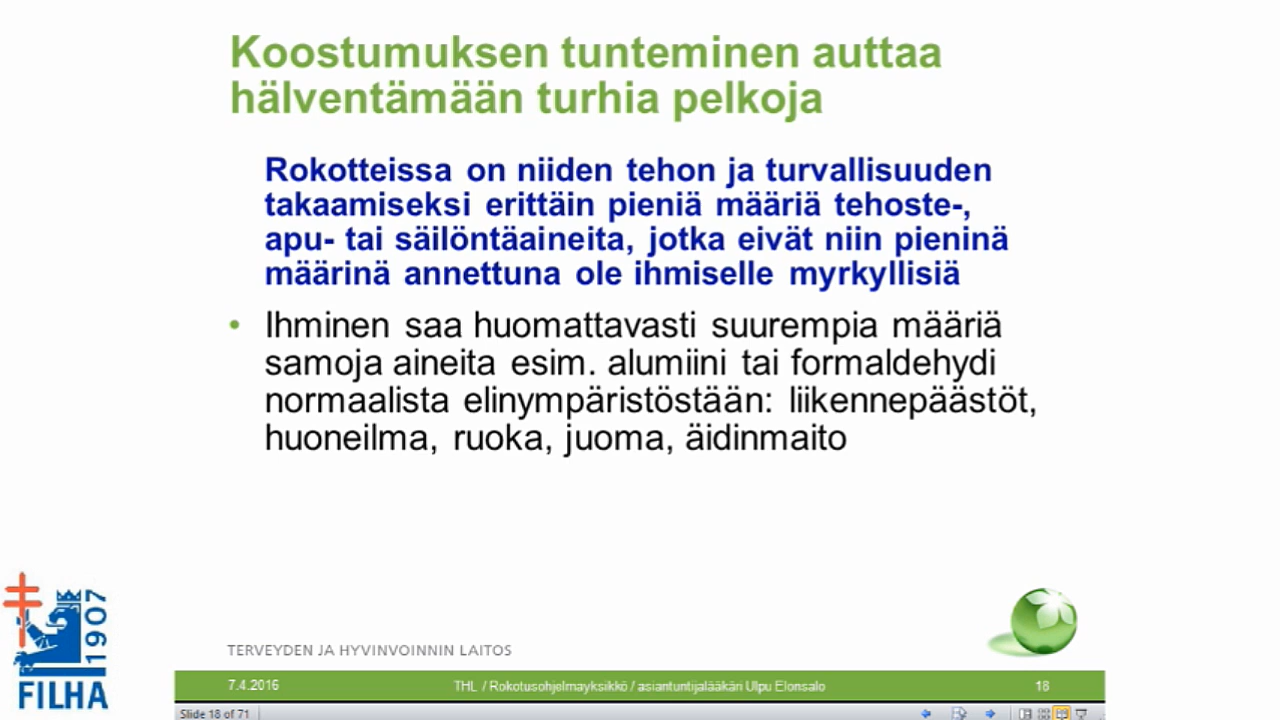 Koostumuksen tunteminen auttaa
hälventämään turhia pelkoja
Rokotteissa on niiden tehon ja turvallisuuden
takaamiseksi erittäin pieniä määriä tehoste-,
apu- tai säilöntäaineita, jotka eivät niin pieninä
määrinä annettuna ole ihmiselle myrkyllisiä
• Ihminen saa huomattavasti suurempia määriä
samoja aineita esim. alumiini tai formaldehydi
normaalista elinympäristöstään: liikennepäästöt,
huoneilma, ruoka, juoma, äidinmaito
1907
FILHA
TERVEYDEN JA HYVINVOINNIN LAITOS
7.4.2016
THL / Rokotusohjelmayksikkö / asiantuntijalääkäri Ulpu Elonsalo
18
Slide 18 of 71